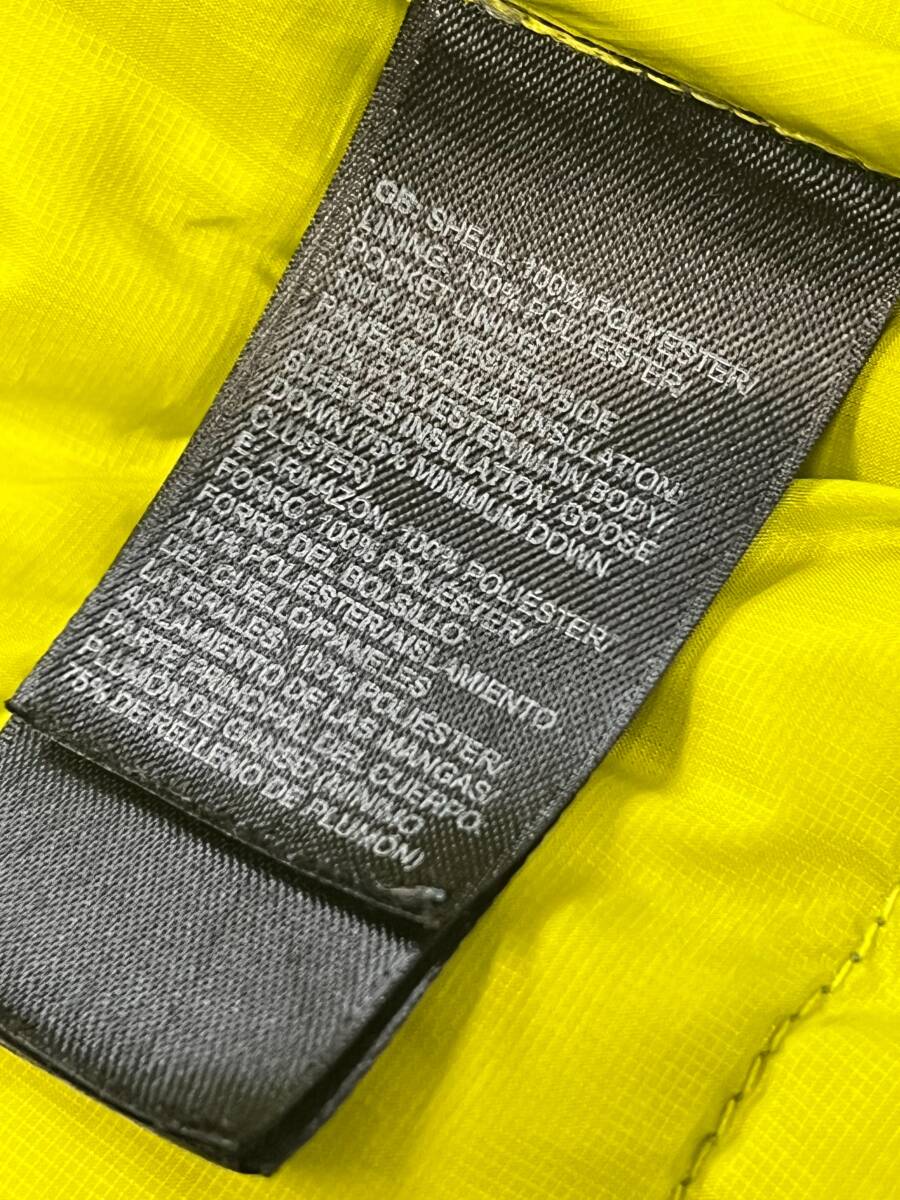 GB: SHELL: 100% POLYESTER/
LINING: 100% POLYESTER/
POCKET LINING:
100% POLYESTER/SIDE
PANELS/COLLAR INSULATION:
100% POLYESTER/MAIN BODY/
SLEEVES INSULATION: GOOSE
DOWN (75% MINIMUM DOWN
CLUSTER)
E: ARMAZÓN: 100% POLIÉSTER/
FORRO: 100% POLIÉSTER/
FORRO DEL BOLSILLO:
100% POLIÉSTER/AISLAMIENTO
DEL CUELLO/PANELES
LATERALES: 100% POLIÉSTER/
AISLAMIENTO DE LAS MANGAS/
PARTE PRINCIPAL DEL CUERPO:
PLUMÓN DE GANSO (MÍNIMO
75% DE RELLENO DE PLUMÓN)